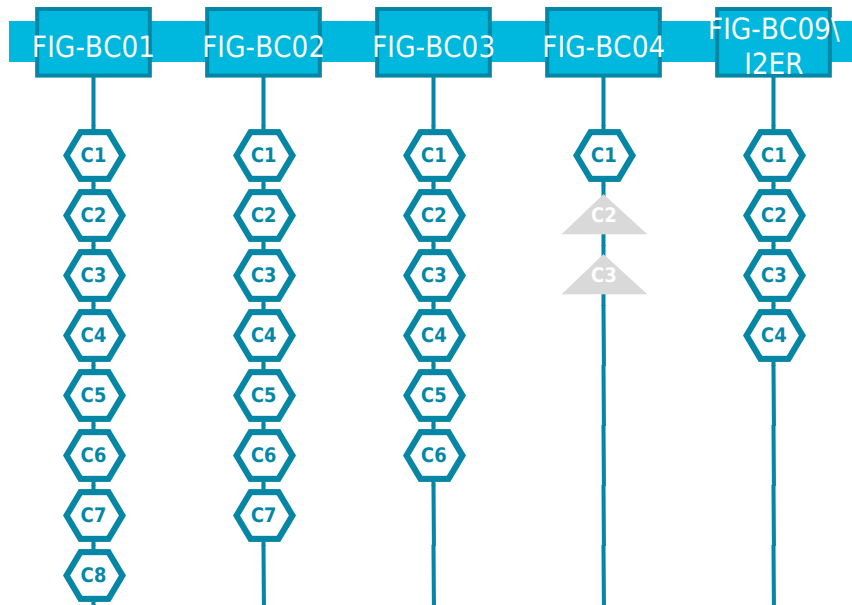 FIG-BC01 FIG-BC02 FIG-BC03 FIG-BC04 FIG-BC09\
I2ER
C1 C1 C1 C1 C1
C2 C2 C2 C2 C2
C3 C3 C3 C3 C3
C4 C4 C4 C4
C5 C5 C5
C6 C6 C6
C7 C7
C8